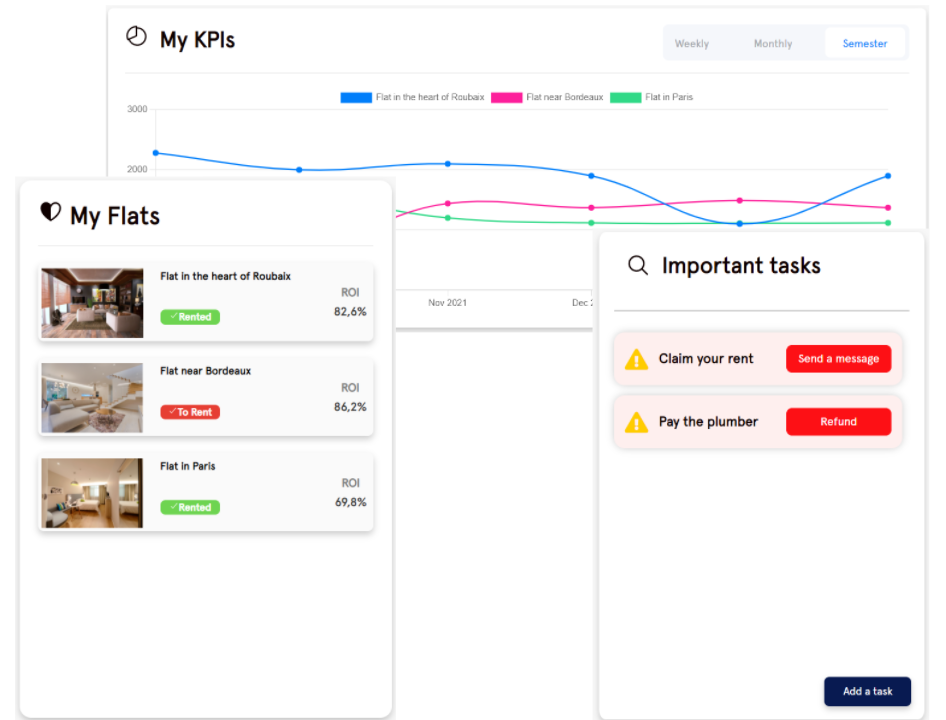 My KPIs
Weekly Monthly Semester
Flat in the heart of Roubaix Flat near Bordeaux Flat in Paris
3000
2000
Nov 2021 Dec
My Flats
Flat in the heart of Roubaix
ROI
Rented
82,6%
Flat near Bordeaux
ROI
To Rent
86,2%
Flat in Paris
ROI
Rented
69,8%
Important tasks
Claim your rent Send a message
Pay the plumber Refund
Add a task